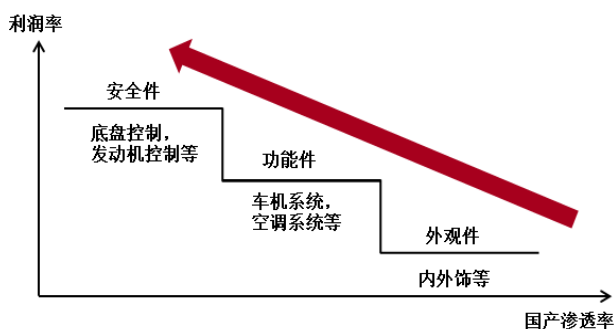 利润率
安全件
底盘控制，
发动机控制等
功能件
车机系统，
空调系统等
外观件
内外饰等
国产渗透率